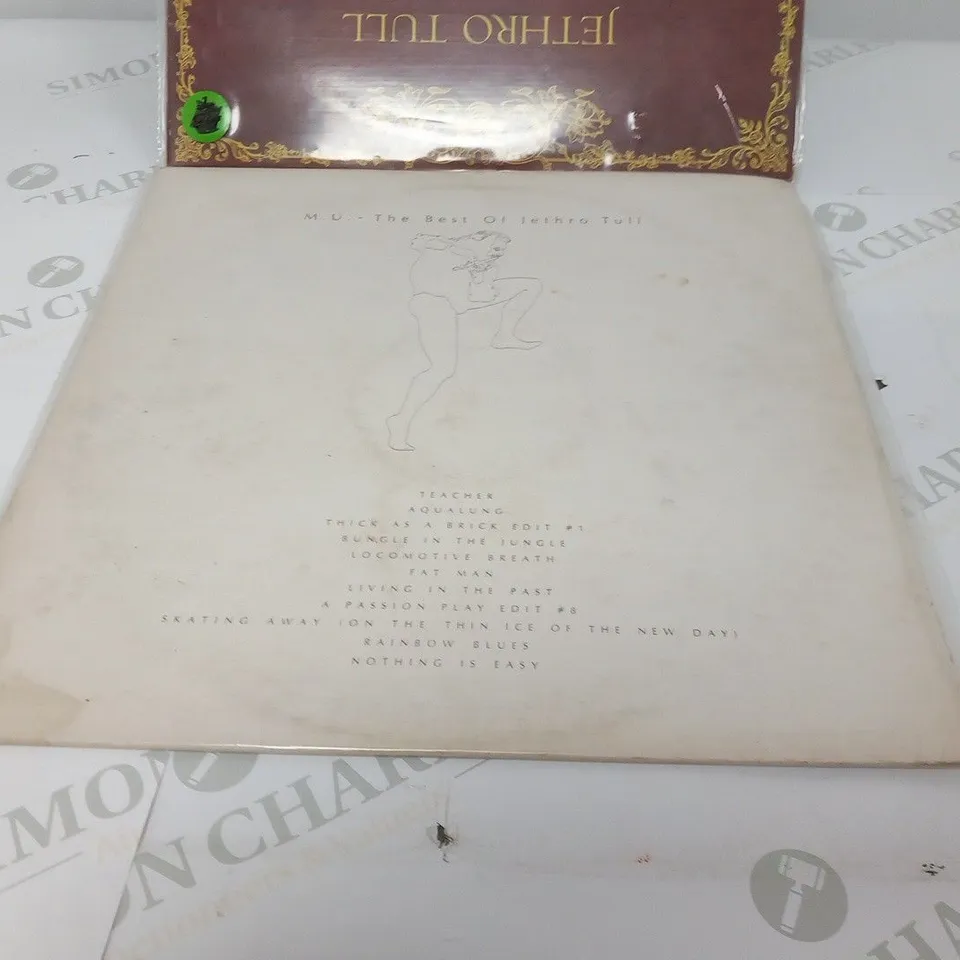 JETHRO TULL
M.U. - The Best Of Jethro Tull
TEACHER
AQUALUNG
THICK AS A BRICK EDIT #1
BUNGLE IN THE JUNGLE
LOCOMOTIVE BREATH
FAT MAN
LIVING IN THE PAST
A PASSION PLAY EDIT #8
SKATING AWAY (ON THE THIN ICE OF THE NEW DAY)
RAINBOW BLUES
NOTHING IS EASY
SIMON CHARLES